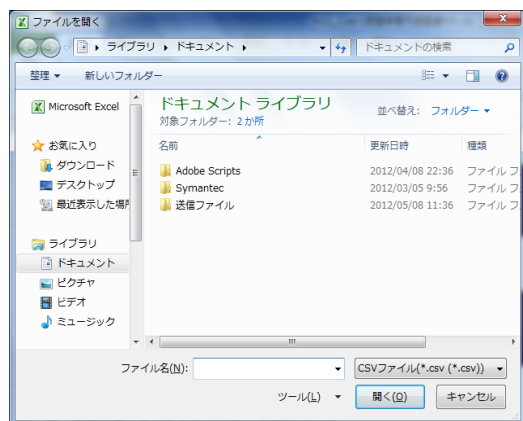 ファイルを開く
ライブラリ ▸ ドキュメント ▸
ドキュメントの検索
整理 ▼ 新しいフォルダー
Microsoft Excel
お気に入り
ダウンロード
デスクトップ
最近表示した場所
ライブラリ
ドキュメント
ピクチャ
ビデオ
ミュージック
ドキュメント ライブラリ
対象フォルダー: 2 か所
並べ替え: フォルダー ▼
名前 更新日時 種類
Adobe Scripts 2012/04/08 22:36 ファイル フ
Symantec 2012/03/05 9:56 ファイル フ
送信ファイル 2012/05/08 11:36 ファイル フ
ファイル名(N):
CSVファイル(*.csv (*.csv))
ツール(L) ▼ 開く(O) キャンセル